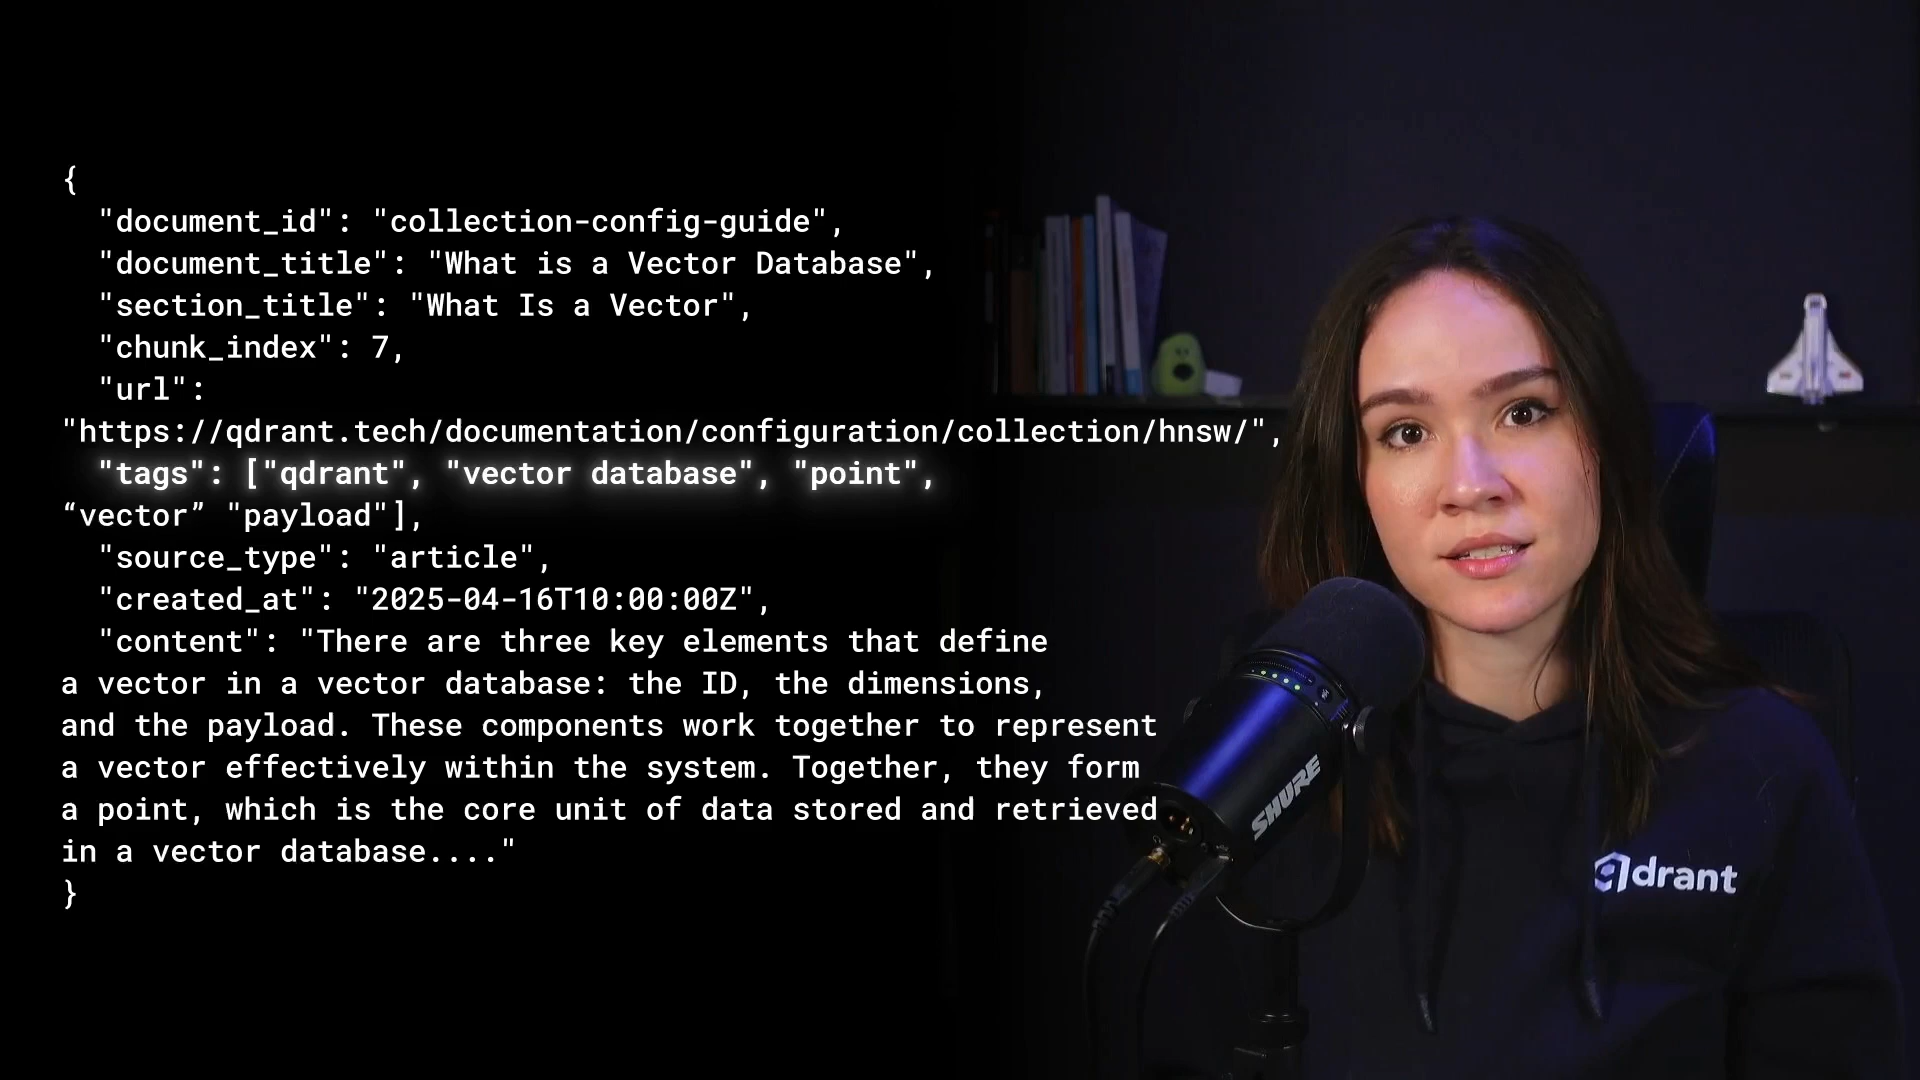 {
"document_id": "collection-config-guide",
"document_title": "What is a Vector Database",
"section_title": "What Is a Vector",
"chunk_index": 7,
"url":
"https://qdrant.tech/documentation/configuration/collection/hnsw/",
"tags": ["qdrant", "vector database", "point",
“vector” "payload"],
"source_type": "article",
"created_at": "2025-04-16T10:00:00Z",
"content": "There are three key elements that define
a vector in a vector database: the ID, the dimensions,
and the payload. These components work together to represent
a vector effectively within the system. Together, they form
a point, which is the core unit of data stored and retrieved
in a vector database...."
}
SHURE
qdrant